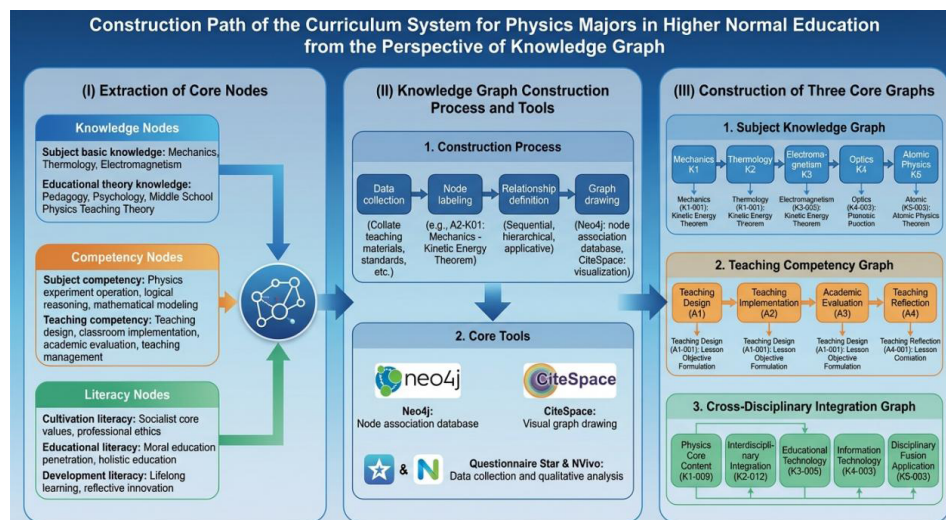 Construction Path of the Curriculum System for Physics Majors in Higher Normal Education
from the Perspective of Knowledge Graph
(I) Extraction of Core Nodes
Knowledge Nodes
Subject basic knowledge: Mechanics,
Thermology, Electromagnetism
Educational theory knowledge:
Pedagogy, Psychology, Middle School
Physics Teaching Theory
Competency Nodes
Subject competency: Physics
experiment operation, logical
reasoning, mathematical modeling
Teaching competency: Teaching
design, classroom implementation,
academic evaluation, teaching
management
Literacy Nodes
Cultivation literacy: Socialist core
values, professional ethics
Educational literacy: Moral education
penetration, holistic education
Development literacy: Lifelong
learning, reflective innovation
(II) Knowledge Graph Construction
Process and Tools
1. Construction Process
Data
collection
(Collate
teaching
materials,
standards,
etc.)
Node
labeling
(e.g., A2-K01:
Mechanics -
Kinetic Energy
Theorem)
Relationship
definition
(Sequential,
hierarchical,
applicative)
Graph
drawing
(Neo4j: node
association
database,
CiteSpace:
visualization)
2. Core Tools
neo4j
Neo4j:
Node association database
CiteSpace
CiteSpace:
Visual graph drawing
&
N
Questionnaire Star & NVivo:
Data collection and qualitative analysis
(III) Construction of Three Core Graphs
1. Subject Knowledge Graph
Mechanics
K1
Thermology
K2
Electroma-
gnetism
K3
Optics
K4
Atomic
Physics
K5
Mechanics
(K1-001):
Kinetic Energy
Theorem
Thermology
(R1-001):
Kinetic Energy
Theorem
Electromagnetism
(K3-005):
Kinetic Energy
Theorem
Optics
(K4-003):
Ptonostic
Puoction
Atomic
(KS-003):
Atomic Physics
Theorein
2. Teaching Competency Graph
Teaching
Design
(A1)
Teaching
Implementation
(A2)
Academic
Evaluation
(A3)
Teaching
Reflection
(A4)
Teaching Design
(A1-001): Lesson
Objective
Formulation
Teaching Design
(A1-001): Lesson
Objective
Formulation
Teaching Design
(A1-001): Lesson
Objective
Formulation
Teaching Reflection
(A4-001): Lesson
Corniation
3. Cross-Disciplinary Integration Graph
Physics
Core
Content
(K1-009)
Interdiscipli-
nary
Integration
(K2-012)
Educational
Technology
(K3-005)
Information
Technology
(K4-003)
Disciplinary
Fusion
Application
(KS-003)